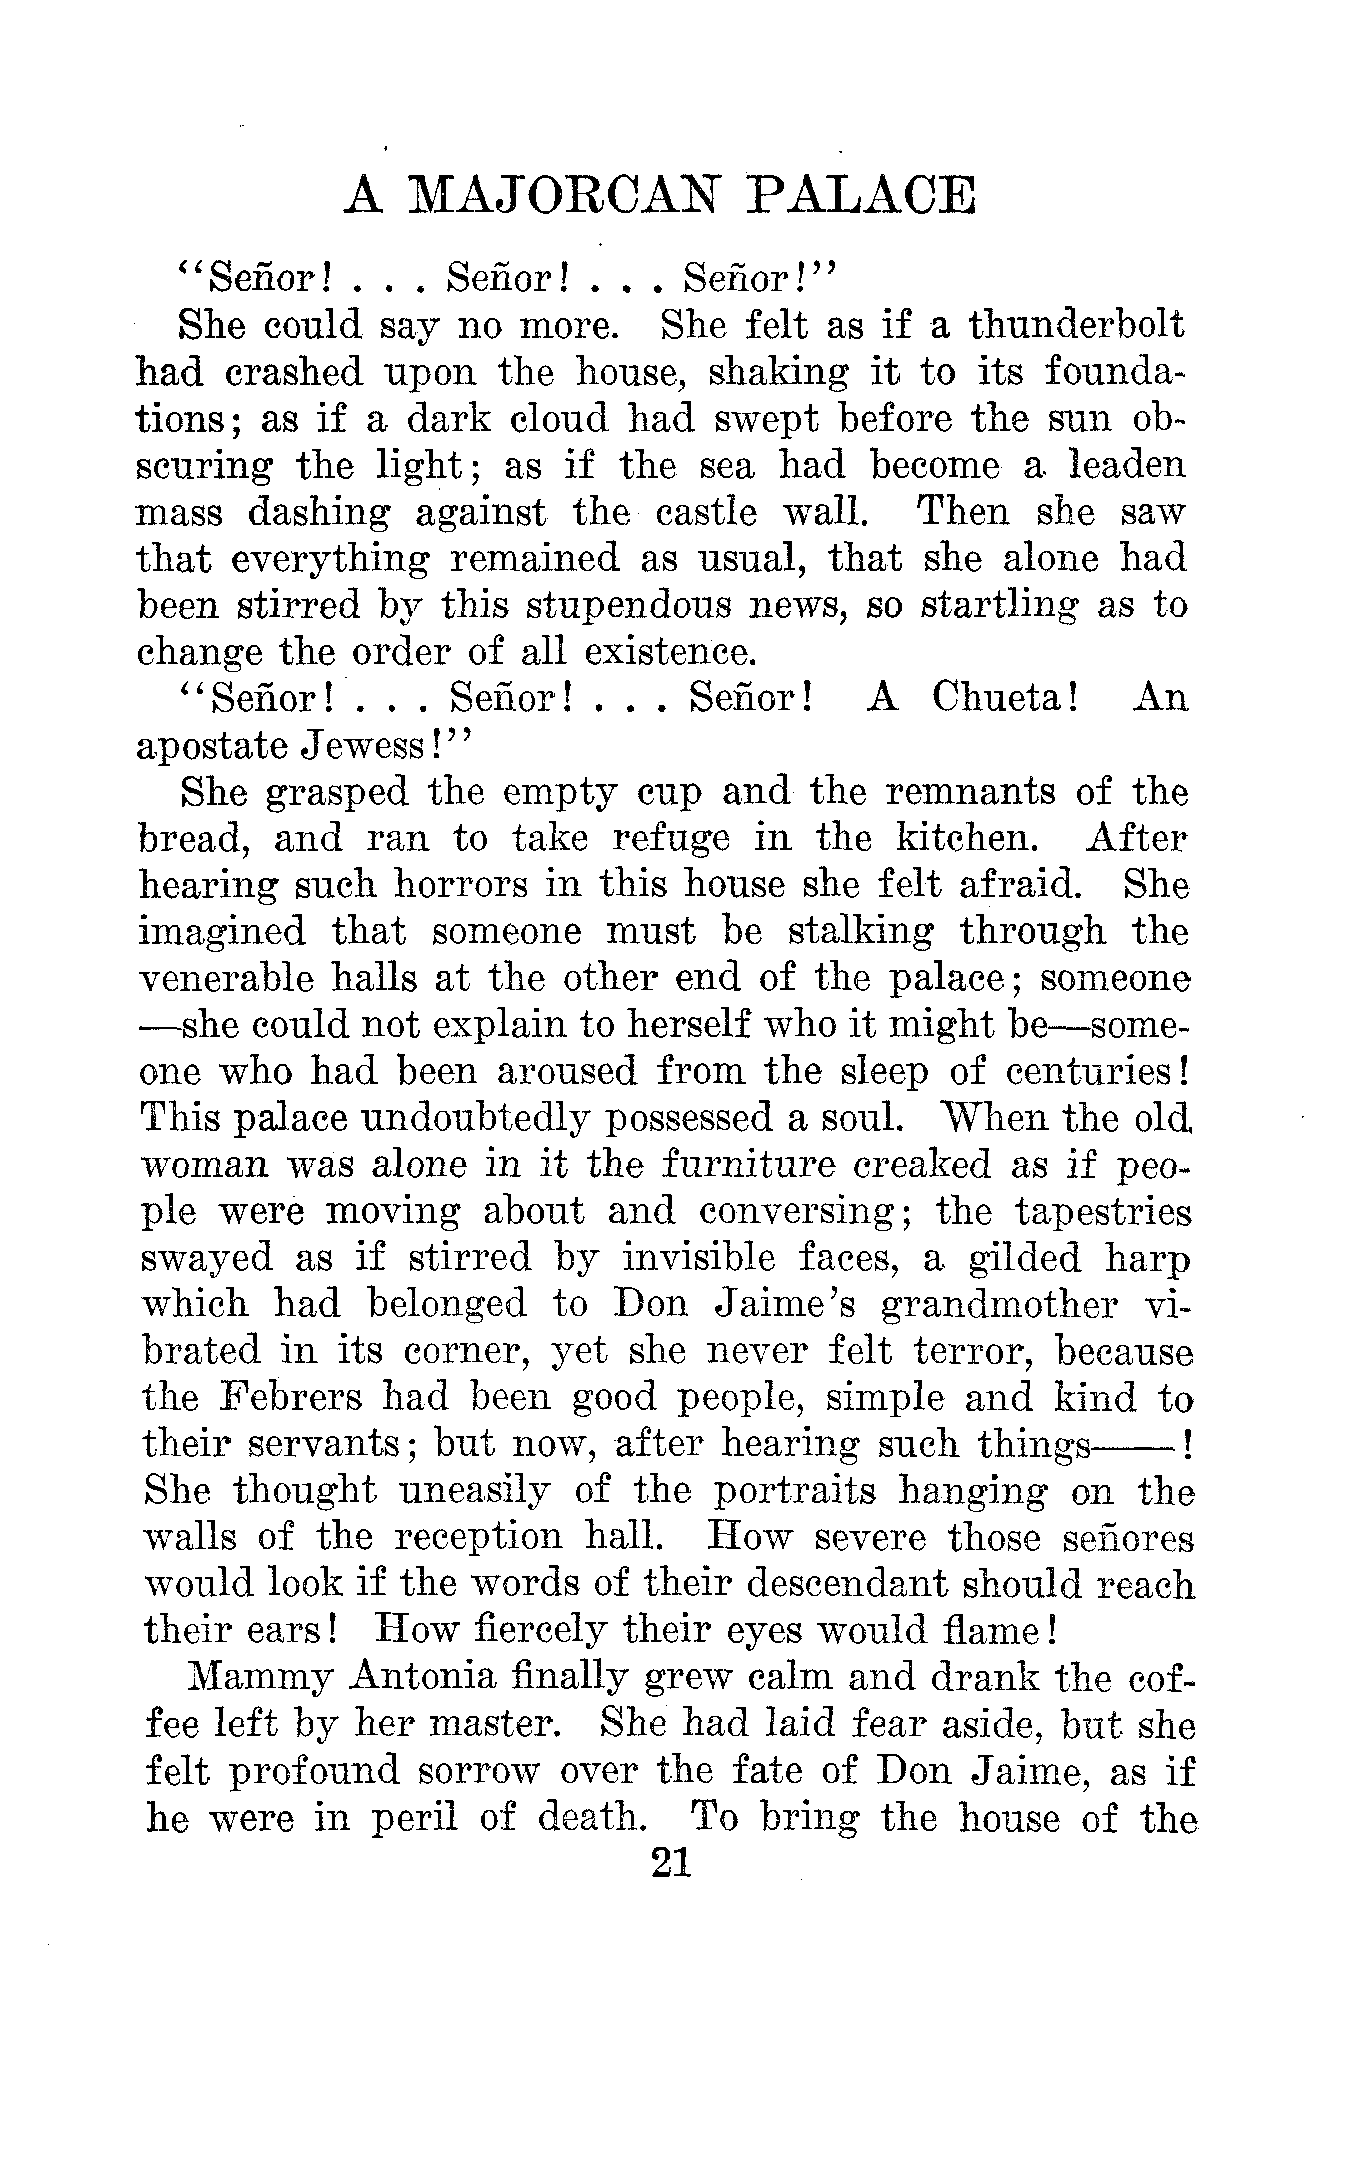 A MAJORCAN PALACE
"Señor! . . . Señor! . . . Señor!"
She could say no more. She felt as if a thunderbolt
had crashed upon the house, shaking it to its founda-
tions; as if a dark cloud had swept before the sun ob-
scuring the light; as if the sea had become a leaden
mass dashing against the castle wall. Then she saw
that everything remained as usual, that she alone had
been stirred by this stupendous news, so startling as to
change the order of all existence.
"Señor! . . . Señor! . . . Señor! A Chueta! An
apostate Jewess!"
She grasped the empty cup and the remnants of the
bread, and ran to take refuge in the kitchen. After
hearing such horrors in this house she felt afraid. She
imagined that someone must be stalking through the
venerable halls at the other end of the palace; someone
—she could not explain to herself who it might be—some-
one who had been aroused from the sleep of centuries!
This palace undoubtedly possessed a soul. When the old
woman was alone in it the furniture creaked as if peo-
ple were moving about and conversing; the tapestries
swayed as if stirred by invisible faces, a gilded harp
which had belonged to Don Jaime's grandmother vi-
brated in its corner, yet she never felt terror, because
the Febrers had been good people, simple and kind to
their servants; but now, after hearing such things——!
She thought uneasily of the portraits hanging on the
walls of the reception hall. How severe those señores
would look if the words of their descendant should reach
their ears! How fiercely their eyes would flame!
Mammy Antonia finally grew calm and drank the cof-
fee left by her master. She had laid fear aside, but she
felt profound sorrow over the fate of Don Jaime, as if
he were in peril of death. To bring the house of the
21